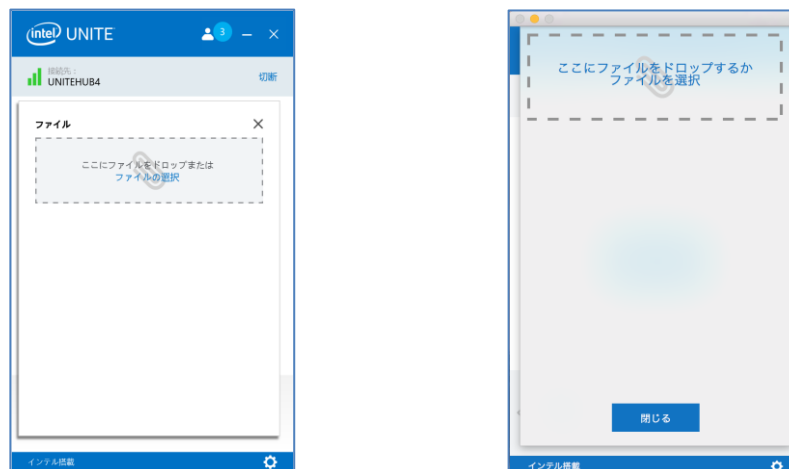 intel UNITE
3
接続先：
UNITEHUB4
切断
ファイル
ここにファイルをドロップまたは
ファイルの選択
インテル搭載
ここにファイルをドロップするか
ファイルを選択
閉じる
インテル搭載